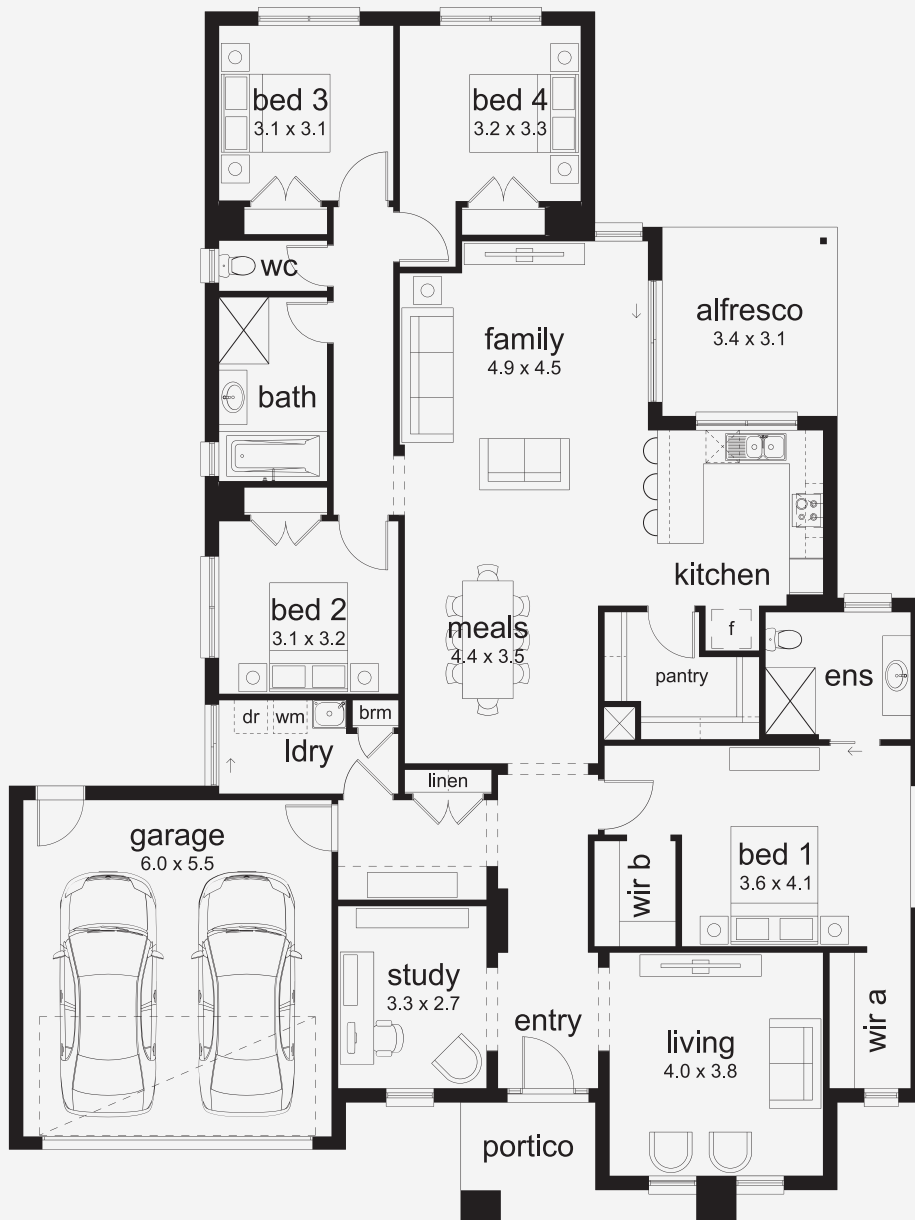 bed 3
3.1 x 3.1
bed 4
3.2 x 3.3
wc
alfresco
3.4 x 3.1
family
4.9 x 4.5
bath
kitchen
bed 2
3.1 x 3.2
meals
4.4 x 3.5
f
pantry
ens
dr
wm
brm
ldry
linen
garage
6.0 x 5.5
bed 1
3.6 x 4.1
wir b
study
3.3 x 2.7
entry
living
4.0 x 3.8
wir a
portico